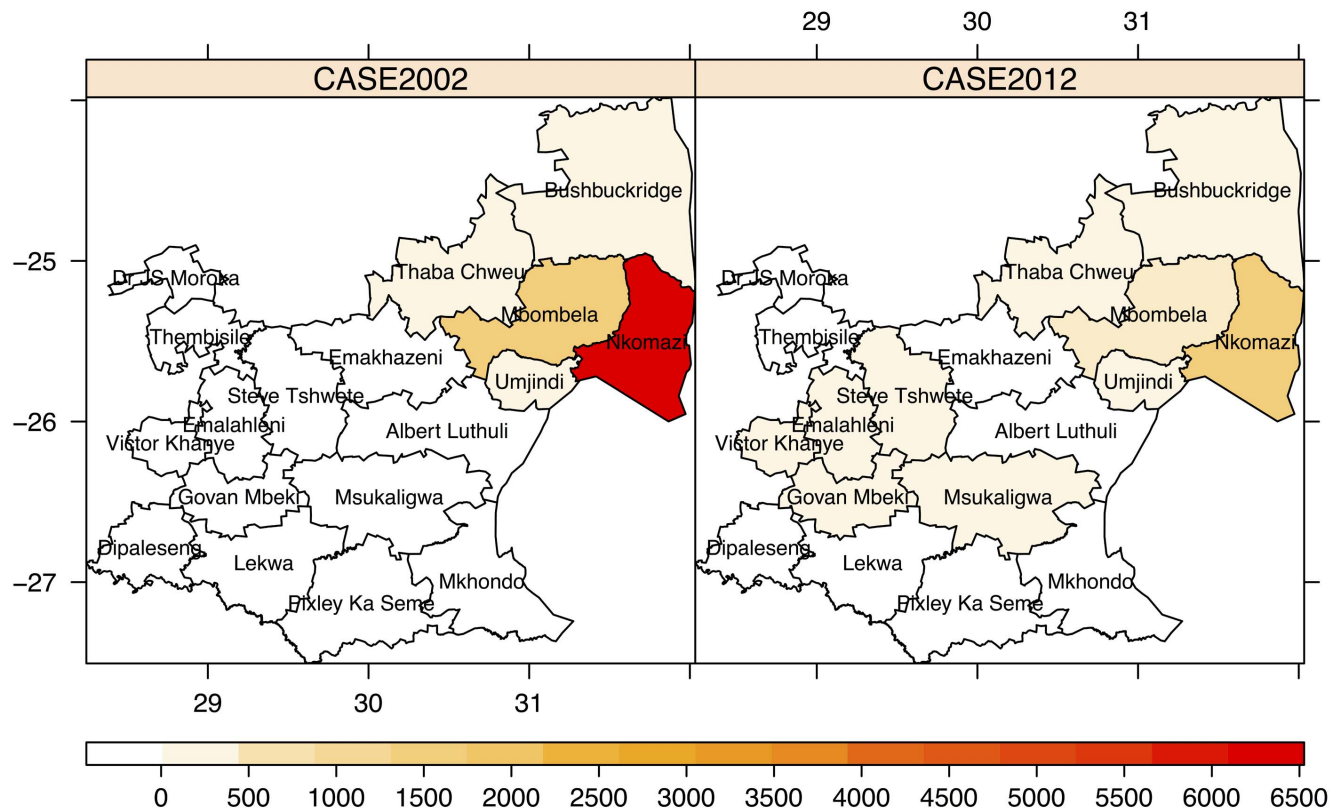 29 30 31
CASE2002 CASE2012
Bushbuckridge Bushbuckridge
−25
Dr JS Moroka Thaba Chweu Dr JS Moroka Thaba Chweu
Mbombela Mbombela
Thembisile Nkomazi Thembisile Nkomazi
Emakhazeni Emakhazeni
Umjindi Umjindi
Steve Tshwete Steve Tshwete
−26
Emalahleni Albert Luthuli Emalahleni Albert Luthuli
Victor Khanye Victor Khanye
Govan Mbeki Msukaligwa Govan Mbeki Msukaligwa
Dipaleseng Dipaleseng
Lekwa Lekwa
−27
Mkhondo Mkhondo
Pixley Ka Seme Pixley Ka Seme
29 30 31
0 500 1000 1500 2000 2500 3000 3500 4000 4500 5000 5500 6000 6500